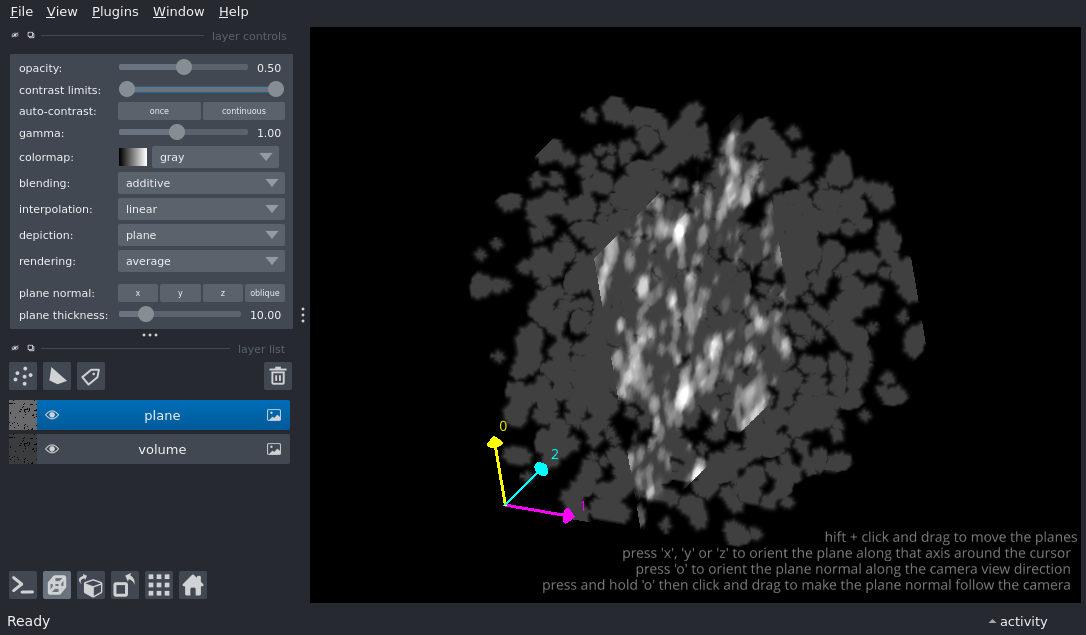 File View Plugins Window Help
layer controls
opacity: 0.50
contrast limits:
auto-contrast: once continuous
gamma: 1.00
colormap: gray
blending: additive
interpolation: linear
depiction: plane
rendering: average
plane normal: x y z oblique
plane thickness: 10.00
layer list
plane
volume
0
2
1
hift + click and drag to move the planes
press 'x', 'y' or 'z' to orient the plane along that axis around the cursor
press 'o' to orient the plane normal along the camera view direction
press and hold 'o' then click and drag to make the plane normal follow the camera
Ready
activity